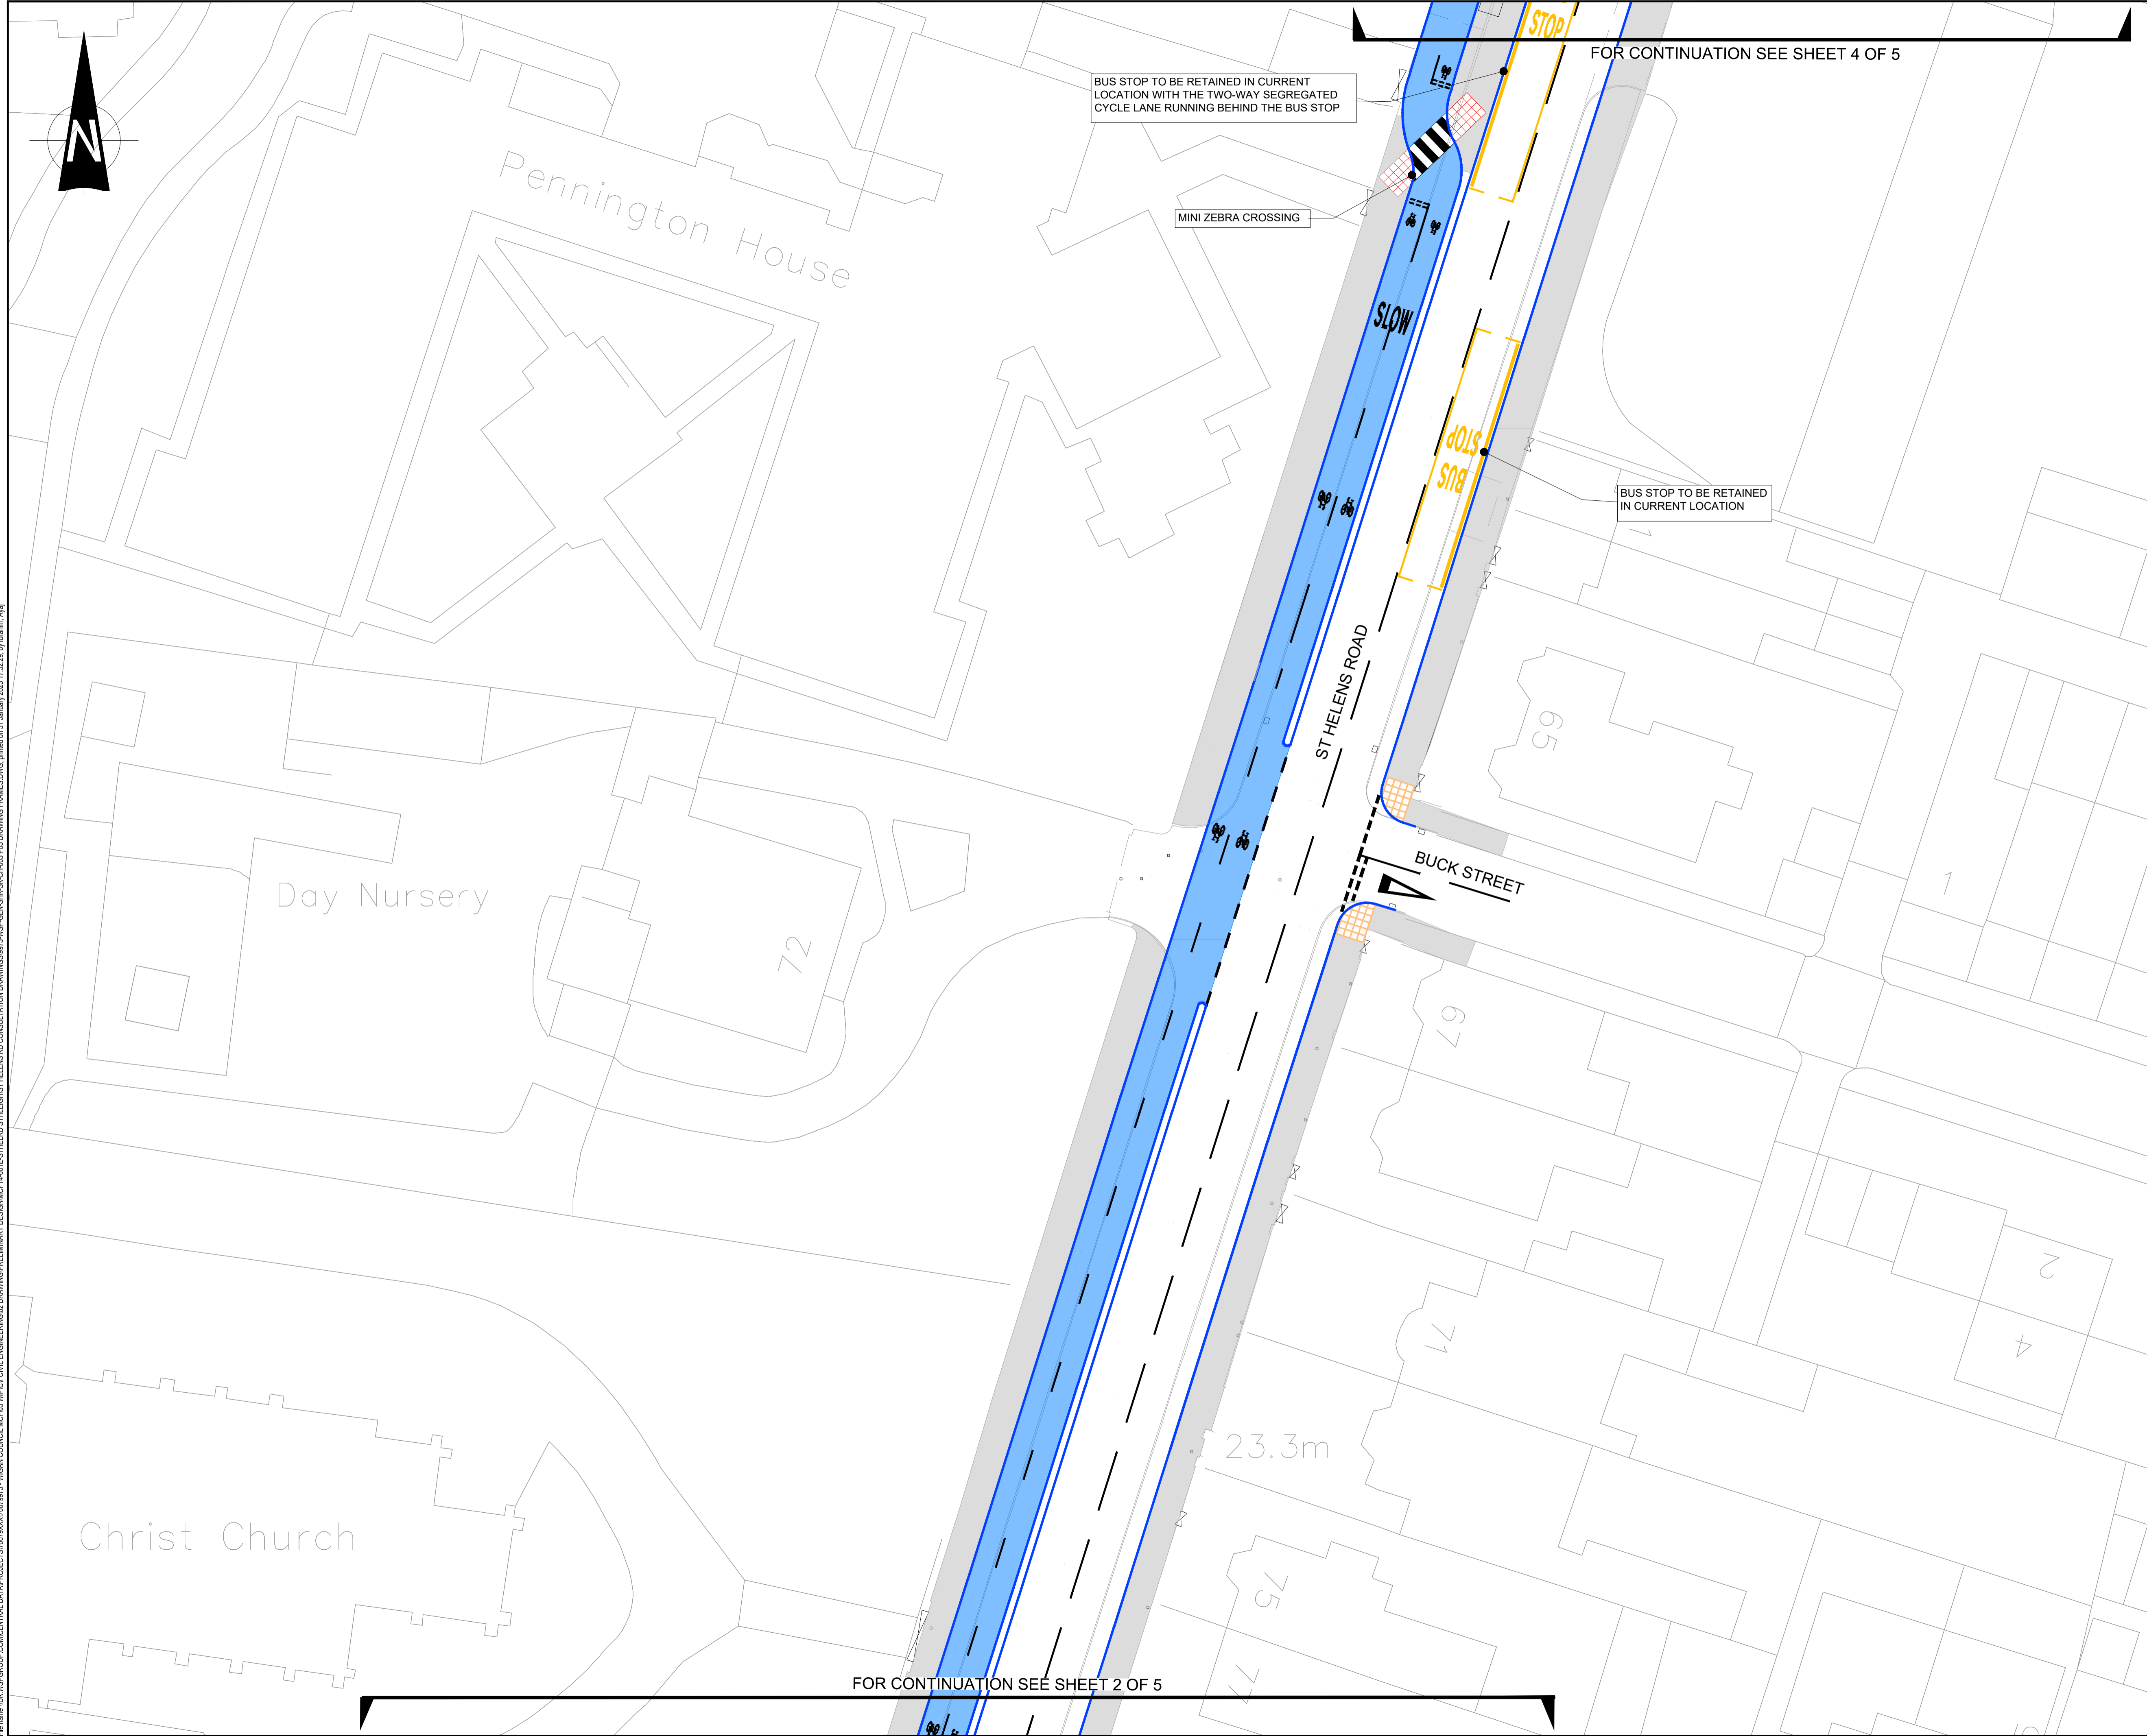 STOP
FOR CONTINUATION SEE SHEET 4 OF 5
BUS STOP TO BE RETAINED IN CURRENT
LOCATION WITH THE TWO-WAY SEGREGATED
CYCLE LANE RUNNING BEHIND THE BUS STOP
N
Pennington House
MINI ZEBRA CROSSING
SLOW
BUS
STOP
BUS STOP TO BE RETAINED
IN CURRENT LOCATION
1
ST HELENS ROAD
65
BUCK STREET
1
Day Nursery
12
67
2
4
71
23.3m
Christ Church
75
77
FOR CONTINUATION SEE SHEET 2 OF 5